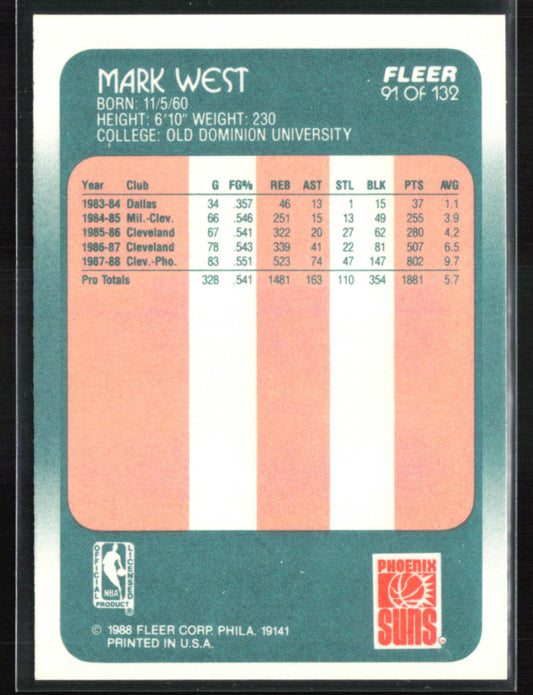 MARK WEST
FLEER
91 OF 132
BORN: 11/5/60
HEIGHT: 6'10" WEIGHT: 230
COLLEGE: OLD DOMINION UNIVERSITY
Year Club G FG% REB AST STL BLK PTS AVG
1983-84 Dallas 34 .357 46 13 1 15 37 1.1
1984-85 Mil.-Clev. 66 .546 251 15 13 49 255 3.9
1985-86 Cleveland 67 .541 322 20 27 62 280 4.2
1986-87 Cleveland 78 .543 339 41 22 81 507 6.5
1987-88 Clev.-Pho. 83 .551 523 74 47 147 802 9.7
Pro Totals 328 .541 1481 163 110 354 1881 5.7
OFFICIAL
LICENSED
NBA
PRODUCT
®
PHOENIX
SUNS
© 1988 FLEER CORP. PHILA. 19141
PRINTED IN U.S.A.